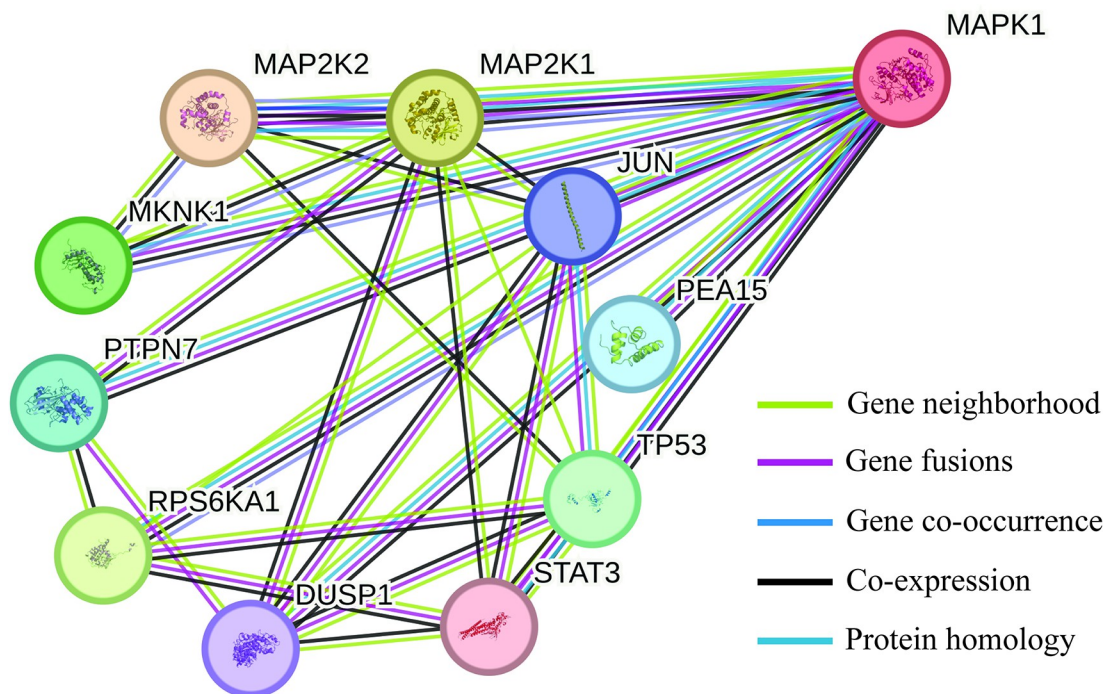 MAPK1
MAP2K2
MAP2K1
JUN
MKNK1
PEA15
PTPN7
Gene neighborhood
TP53
Gene fusions
RPS6KA1
Gene co-occurrence
STAT3
Co-expression
DUSP1
Protein homology